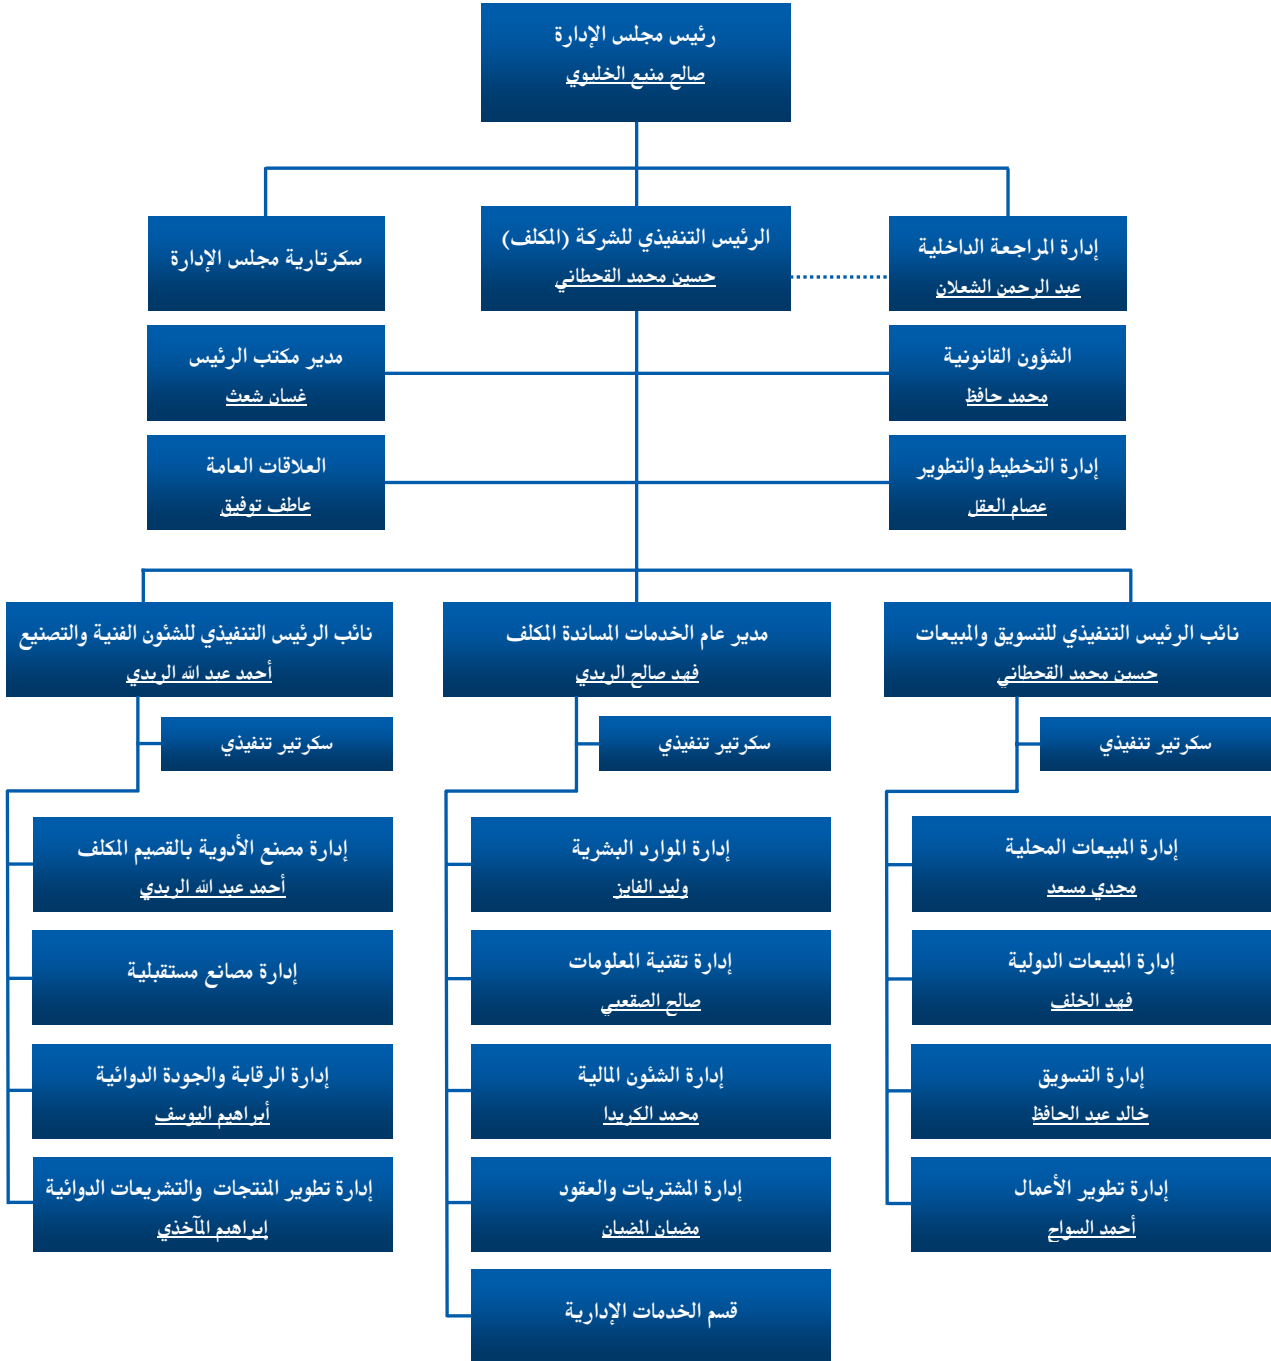 رئيس مجلس الإدارة
صالح منيع الخليوي
إدارة المراجعة الداخلية
عبد الرحمن الشعلان
الرئيس التنفيذي للشركة (المكلف)
حسين محمد القحطاني
سكرتارية مجلس الإدارة
الشؤون القانونية
محمد حافظ
مدير مكتب الرئيس
غسان شعث
إدارة التخطيط والتطوير
عصام العقل
العلاقات العامة
عاطف توفيق
نائب الرئيس التنفيذي للتسويق والمبيعات
حسين محمد القحطاني
سكرتير تنفيذي
إدارة المبيعات المحلية
مجدي مسعد
إدارة المبيعات الدولية
فهد الخلف
إدارة التسويق
خالد عبد الحافظ
إدارة تطوير الأعمال
أحمد السواح
مدير عام الخدمات المساندة المكلف
فهد صالح الربدي
سكرتير تنفيذي
إدارة الموارد البشرية
وليد الفايز
إدارة تقنية المعلومات
صالح الصقعبي
إدارة الشئون المالية
محمد الكريدا
إدارة المشتريات والعقود
مضيان المضيان
قسم الخدمات الإدارية
نائب الرئيس التنفيذي للشئون الفنية والتصنيع
أحمد عبد الله الربدي
سكرتير تنفيذي
إدارة مصنع الأدوية بالقصيم المكلف
أحمد عبد الله الربدي
إدارة مصانع مستقبلية
إدارة الرقابة والجودة الدوائية
أبراهيم اليوسف
إدارة تطوير المنتجات والتشريعات الدوائية
إبراهيم المآخذي